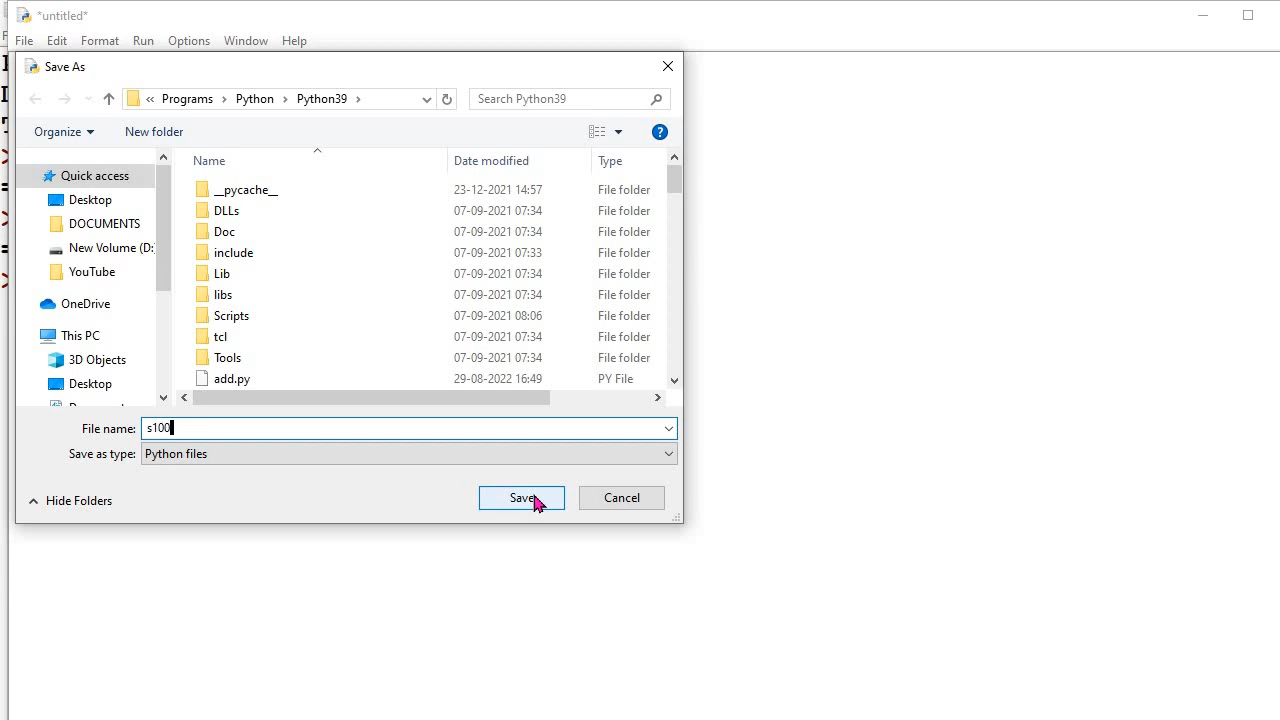 *untitled*
File Edit Format Run Options Window Help
Save As
« Programs > Python > Python39 >
Search Python39
Organize New folder
Name Date modified Type
Quick access
Desktop
DOCUMENTS
New Volume (D:)
YouTube
OneDrive
This PC
3D Objects
Desktop
__pycache__ 23-12-2021 14:57 File folder
DLLs 07-09-2021 07:34 File folder
Doc 07-09-2021 07:34 File folder
include 07-09-2021 07:33 File folder
Lib 07-09-2021 07:34 File folder
libs 07-09-2021 07:34 File folder
Scripts 07-09-2021 08:06 File folder
tcl 07-09-2021 07:34 File folder
Tools 07-09-2021 07:34 File folder
add.py 29-08-2022 16:49 PY File
File name: s100
Save as type: Python files
Hide Folders
Save Cancel